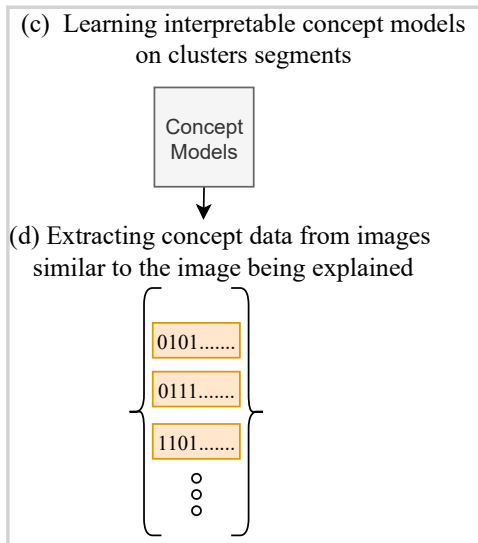 (c) Learning interpretable concept models
on clusters segments
Concept
Models
(d) Extracting concept data from images
similar to the image being explained
0101.......
0111.......
1101.......